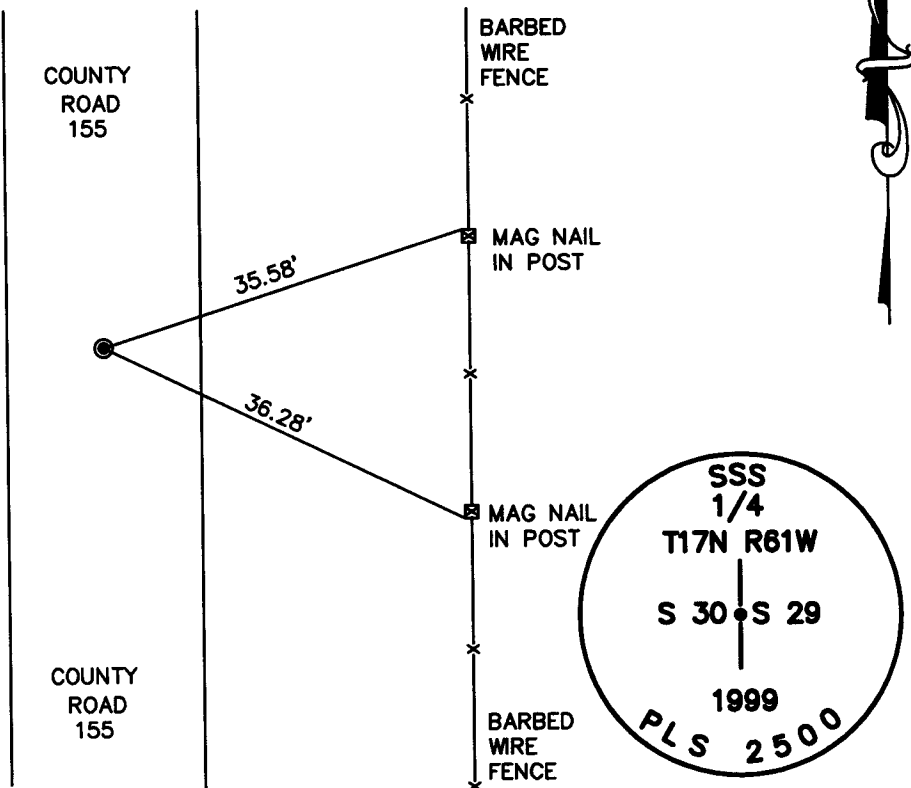 COUNTY
ROAD
155
BARBED
WIRE
FENCE
MAG NAIL
IN POST
35.58'
36.28'
MAG NAIL
IN POST
COUNTY
ROAD
155
BARBED
WIRE
FENCE
SSS
1/4
T17N R61W
S 30 S 29
1999
PLS 2500